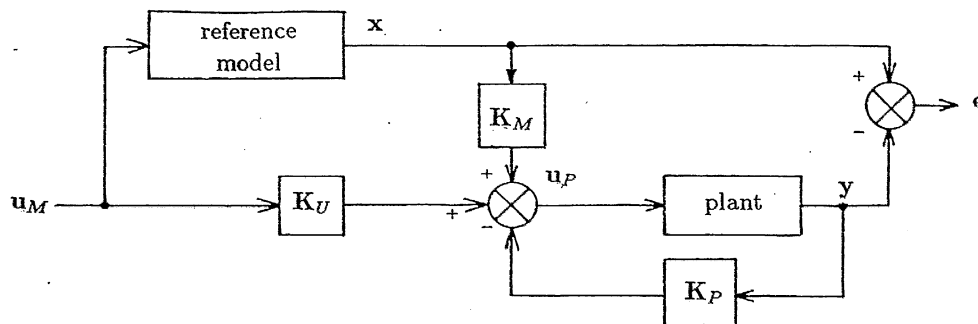 reference
model
x
K_M
+
-
e
u_M
K_U
+
+
-
u_P
plant
y
K_P